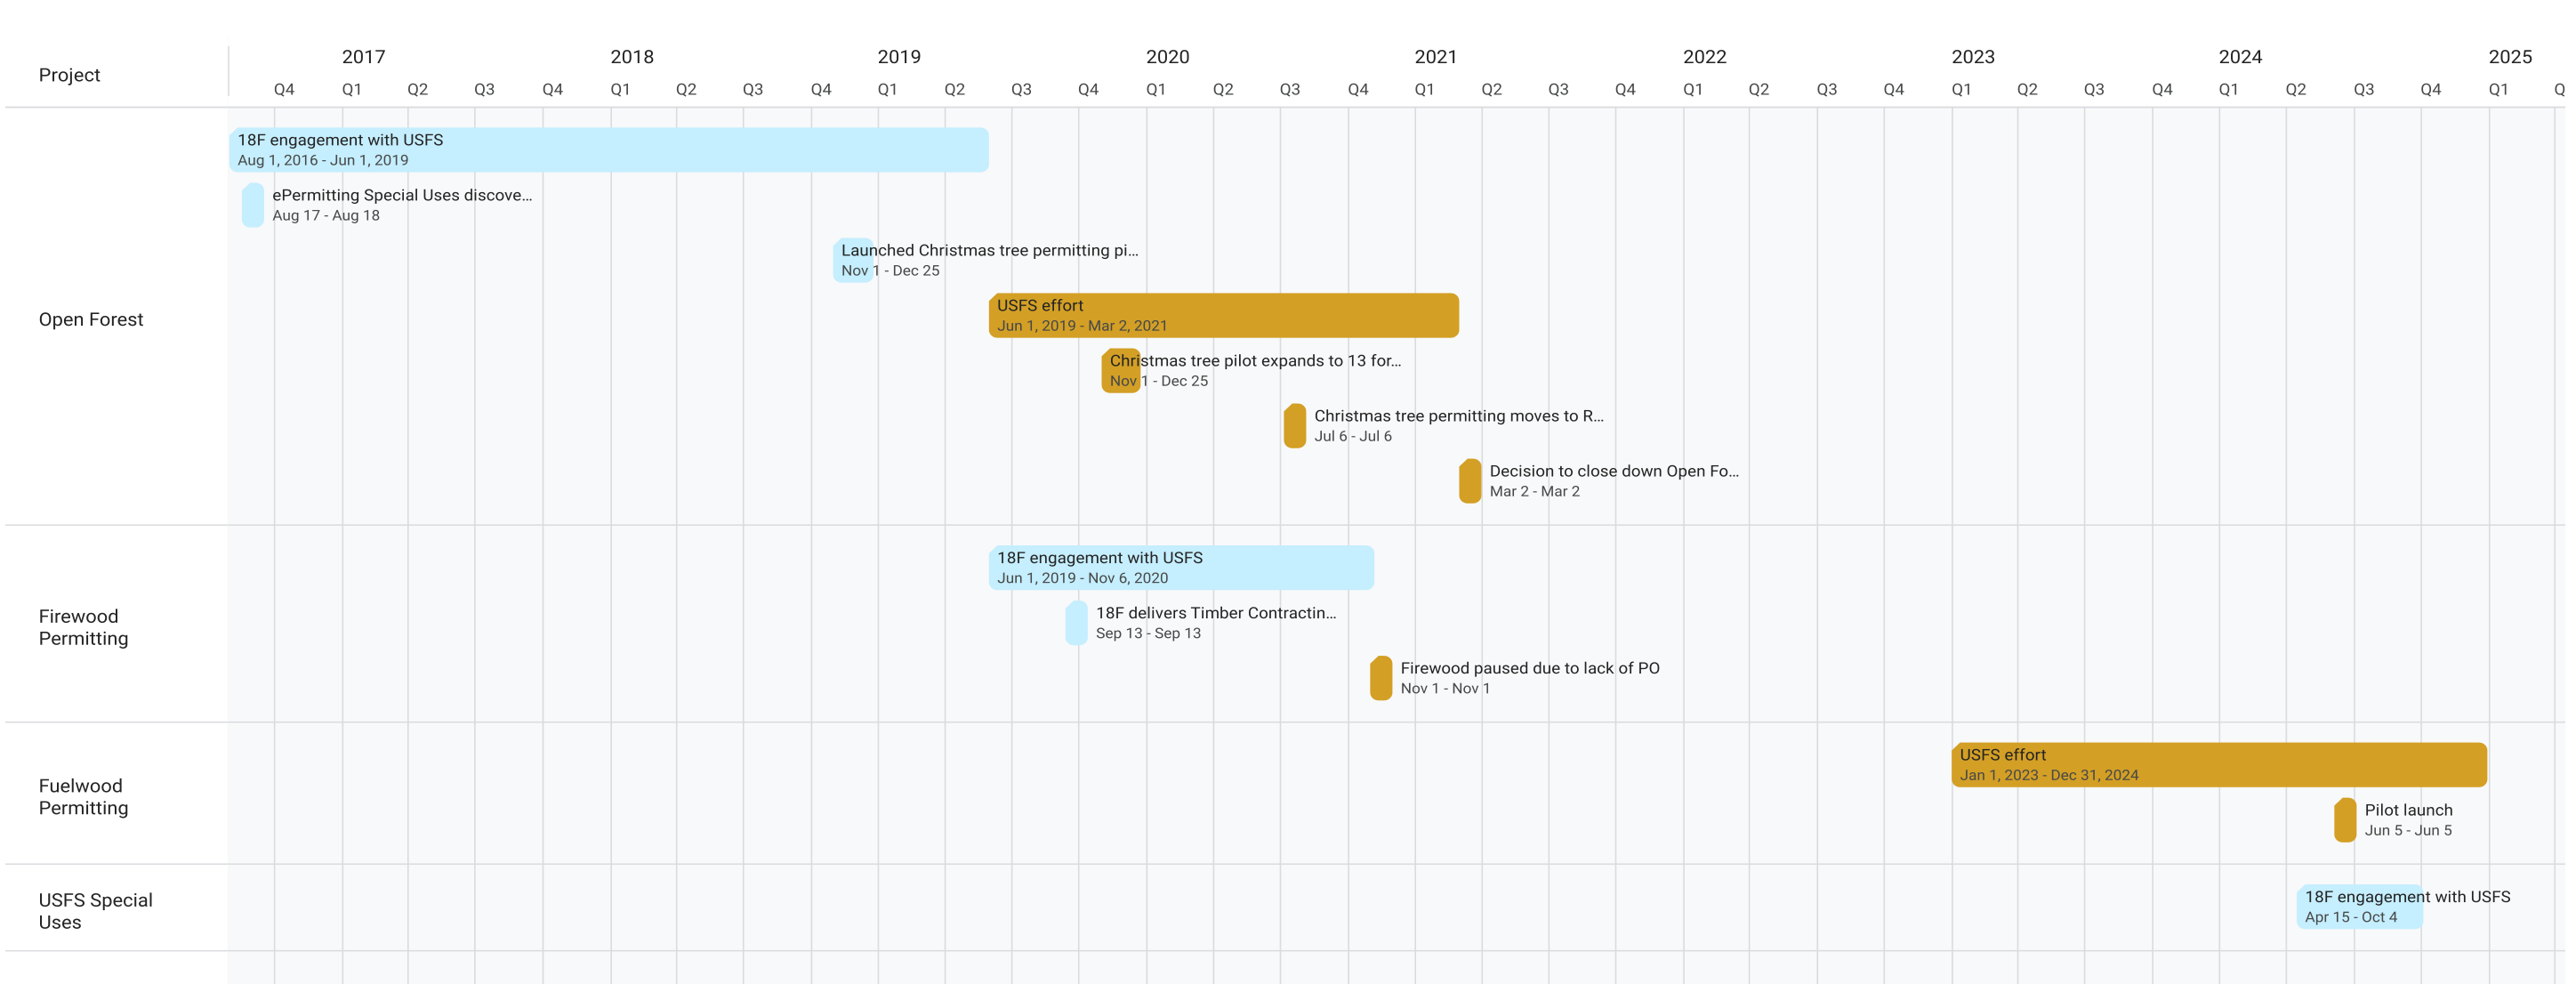 Project
2017 2018 2019 2020 2021 2022 2023 2024 2025
Q4 Q1 Q2 Q3 Q4 Q1 Q2 Q3 Q4 Q1 Q2 Q3 Q4 Q1 Q2 Q3 Q4 Q1 Q2 Q3 Q4 Q1 Q2 Q3 Q4 Q1 Q2 Q3 Q4 Q1 Q2 Q3 Q4 Q1 Q
Open Forest
18F engagement with USFS
Aug 1, 2016 - Jun 1, 2019
ePermitting Special Uses discove...
Aug 17 - Aug 18
Launched Christmas tree permitting pi...
Nov 1 - Dec 25
USFS effort
Jun 1, 2019 - Mar 2, 2021
Christmas tree pilot expands to 13 for...
Nov 1 - Dec 25
Christmas tree permitting moves to R...
Jul 6 - Jul 6
Decision to close down Open Fo...
Mar 2 - Mar 2
Firewood
Permitting
18F engagement with USFS
Jun 1, 2019 - Nov 6, 2020
18F delivers Timber Contractin...
Sep 13 - Sep 13
Firewood paused due to lack of PO
Nov 1 - Nov 1
Fuelwood
Permitting
USFS effort
Jan 1, 2023 - Dec 31, 2024
Pilot launch
Jun 5 - Jun 5
USFS Special
Uses
18F engagement with USFS
Apr 15 - Oct 4